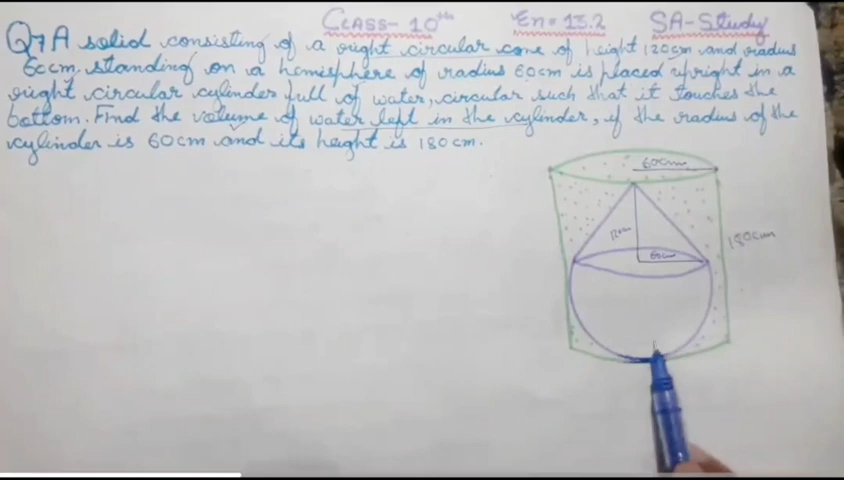 CLASS- 10th Ex= 13.2 SA-Study
Q7 A solid consisting of a right circular cone of height 120cm and radius
60cm standing on a hemisphere of radius 60cm is placed upright in a
right circular cylinder full of water, circular such that it touches the
bottom. Find the volume of water left in the cylinder, if the radius of the
cylinder is 60cm and its height is 180cm.
60cm
120cm
180cm
60cm